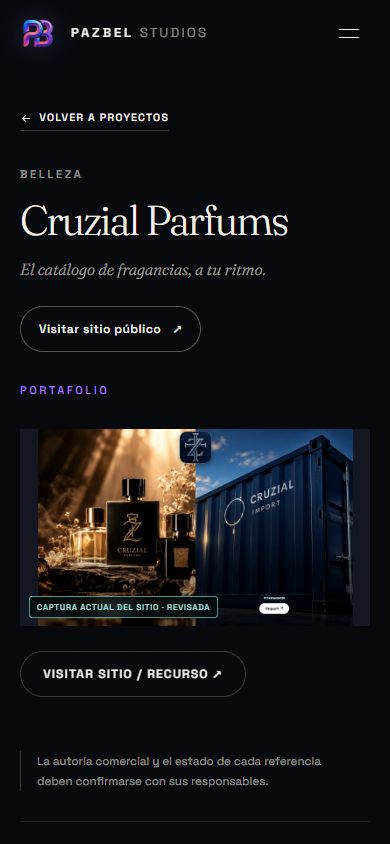 PB PAZBEL STUDIOS
← VOLVER A PROYECTOS
BELLEZA
Cruzial Parfums
El catálogo de fragancias, a tu ritmo.
Visitar sitio público ↗
PORTAFOLIO
CRUZIAL
IMPORT
CRUZIAL
PARFUMS
CAPTURA ACTUAL DEL SITIO · REVISADA
Import
VISITAR SITIO / RECURSO ↗
La autoría comercial y el estado de cada referencia
deben confirmarse con sus responsables.